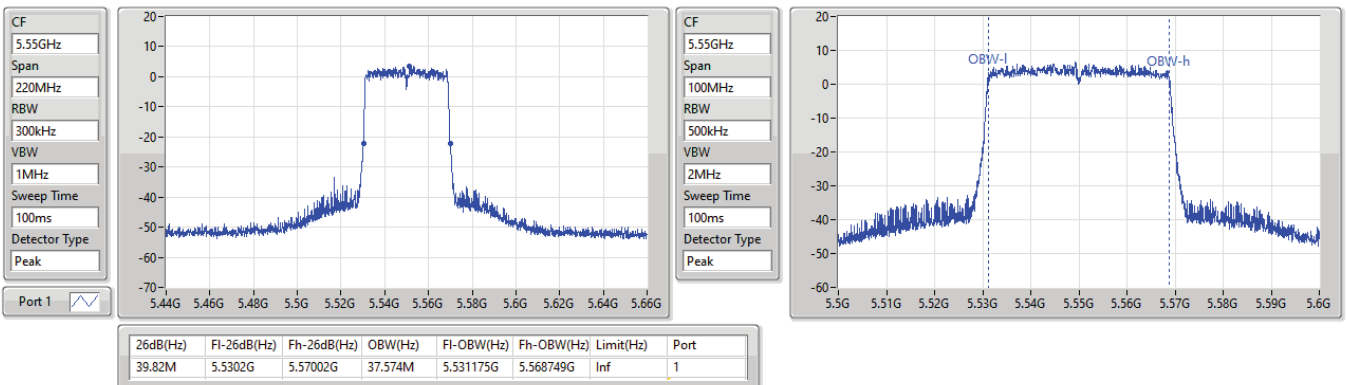 CF
5.55GHz
Span
220MHz
RBW
300kHz
VBW
1MHz
Sweep Time
100ms
Detector Type
Peak
Port 1
20
10
0
-10
-20
-30
-40
-50
-60
-70
5.44G 5.46G 5.48G 5.5G 5.52G 5.54G 5.56G 5.58G 5.6G 5.62G 5.64G 5.66G
CF
5.55GHz
Span
100MHz
RBW
500kHz
VBW
2MHz
Sweep Time
100ms
Detector Type
Peak
20
10
0
-10
-20
-30
-40
-50
-60
OBW-l OBW-h
5.5G 5.51G 5.52G 5.53G 5.54G 5.55G 5.56G 5.57G 5.58G 5.59G 5.6G
26dB(Hz) Fl-26dB(Hz) Fh-26dB(Hz) OBW(Hz) Fl-OBW(Hz) Fh-OBW(Hz) Limit(Hz) Port
39.82M 5.5302G 5.57002G 37.574M 5.531175G 5.568749G Inf 1